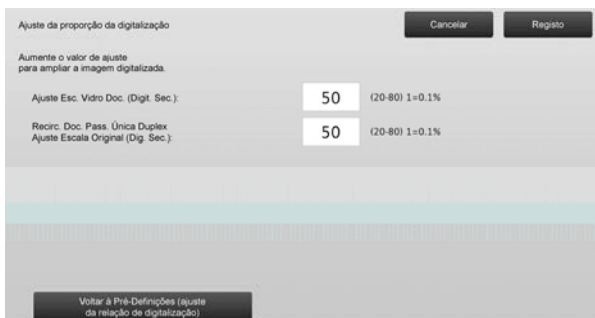 Ajuste da proporção da digitalização
Cancelar
Registo
Aumente o valor de ajuste
para ampliar a imagem digitalizada.
Ajuste Esc. Vidro Doc. (Digit. Sec.):
50
(20-80) 1=0.1%
Recirc. Doc. Pass. Única Duplex
Ajuste Escala Original (Dig. Sec.):
50
(20-80) 1=0.1%
Voltar à Pré-Definições (ajuste
da relação de digitalização)